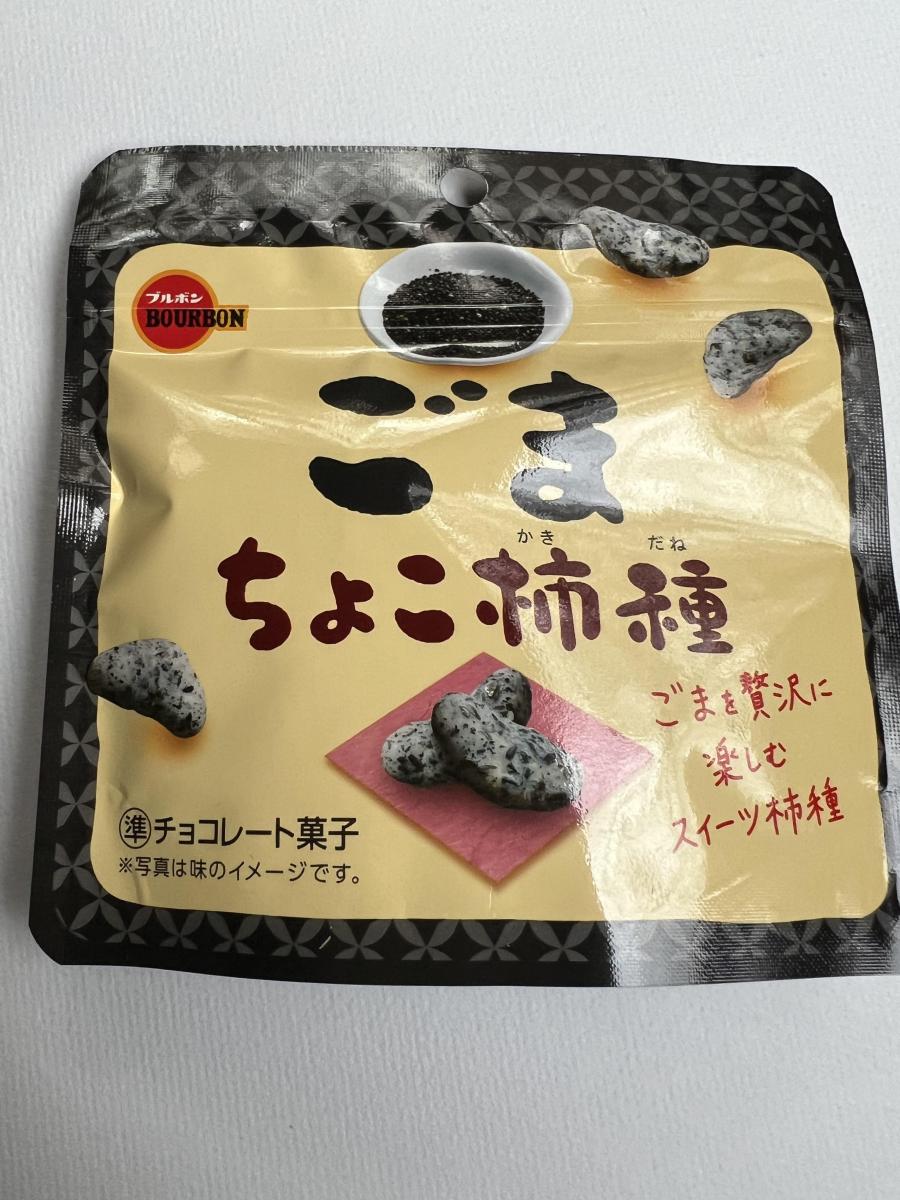 ブルボン
BOURBON
ごま
かき だね
ちょこ柿種
ごまを贅沢に
楽しむ
スイーツ柿種
準チョコレート菓子
※写真は味のイメージです。